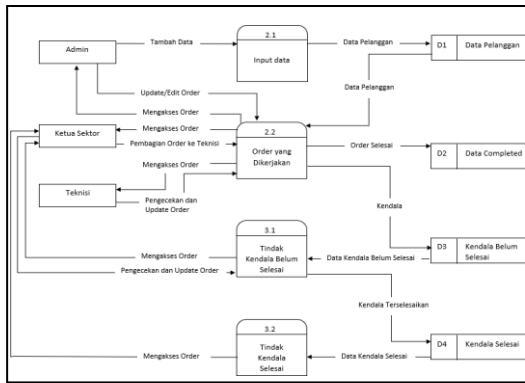 2.1
Admin
Tambah Data
Input data
Data Pelanggan
D1
Data Pelanggan
Data Pelanggan
Update/Edit Order
Mengakses Order
2.2
Ketua Sektor
Mengakses Order
Pembagian Order ke Teknisi
Order yang
Dikerjakan
Order Selesai
D2
Data Completed
Mengakses Order
Teknisi
Pengecekan dan
Update Order
Kendala
3.1
Tindak
Kendala Belum
Selesai
Mengakses Order
Pengecekan dan Update Order
Data Kendala Belum Selesai
D3
Kendala Belum
Selesai
Kendala Terselesaikan
3.2
Tindak
Kendala
Selesai
Mengakses Order
Data Kendala Selesai
D4
Kendala Selesai